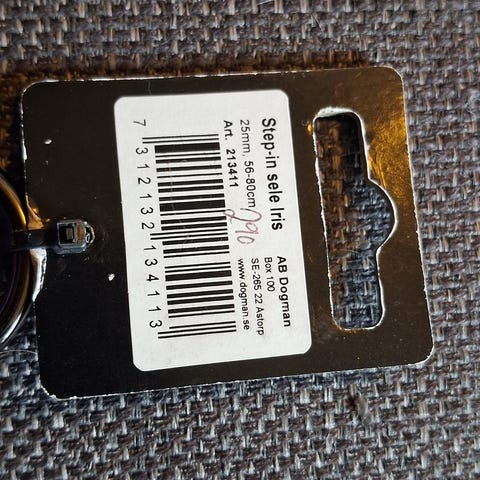 Step-in sele Iris
25mm, 56-80cm
Art. 213411
290
AB Dogman
Box 100
SE-265 22 Åstorp
www.dogman.se
7 312132 134113